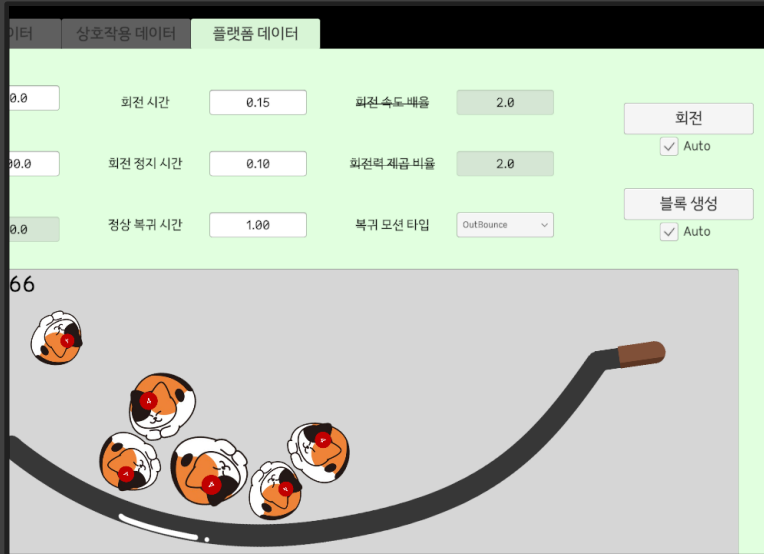 이터 상호작용 데이터 플랫폼 데이터
0.0 회전 시간 0.15 회전 속도 배율 2.0
회전
Auto
00.0 회전 정지 시간 0.10 회전력 제곱 비율 2.0
블록 생성
0.0 정상 복귀 시간 1.00 복귀 모션 타입 OutBounce
Auto
66